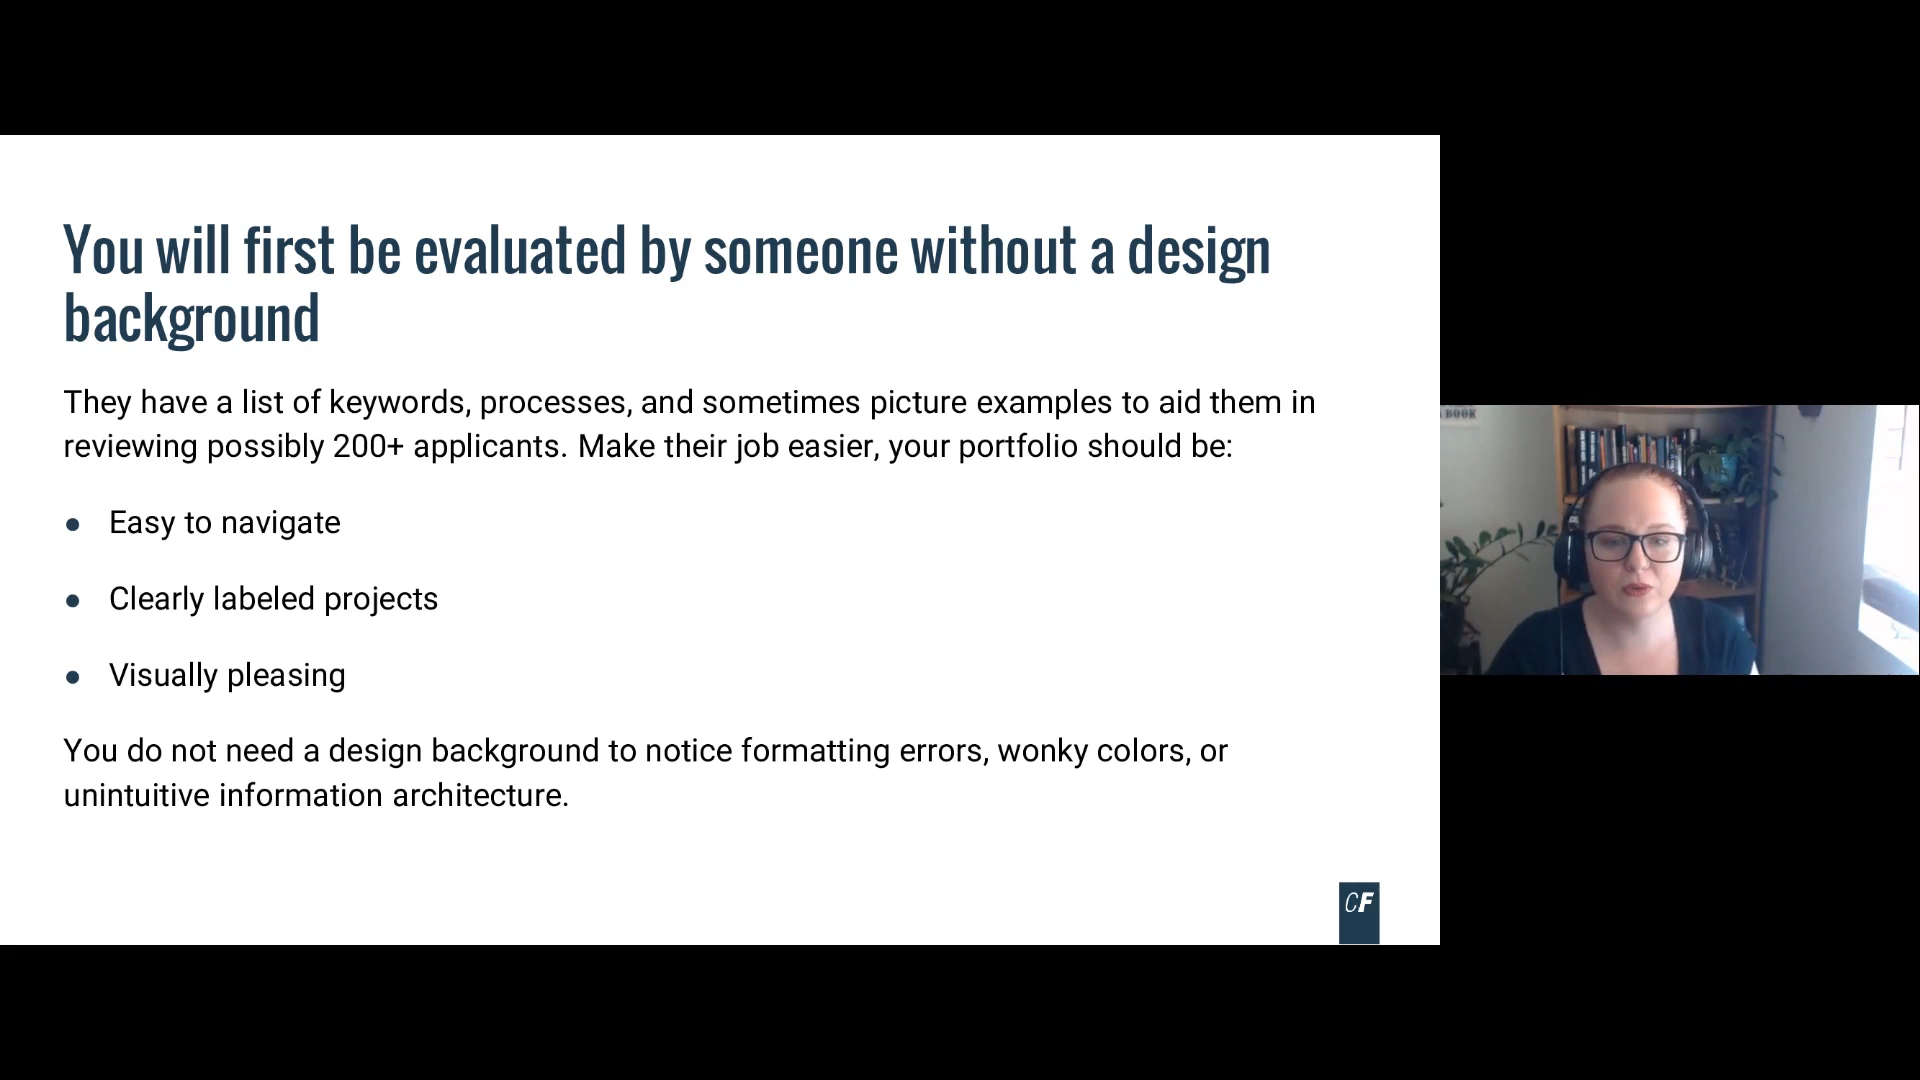 You will first be evaluated by someone without a design
background
They have a list of keywords, processes, and sometimes picture examples to aid them in
reviewing possibly 200+ applicants. Make their job easier, your portfolio should be:
● Easy to navigate
● Clearly labeled projects
● Visually pleasing
You do not need a design background to notice formatting errors, wonky colors, or
unintuitive information architecture.
CF
BOOK